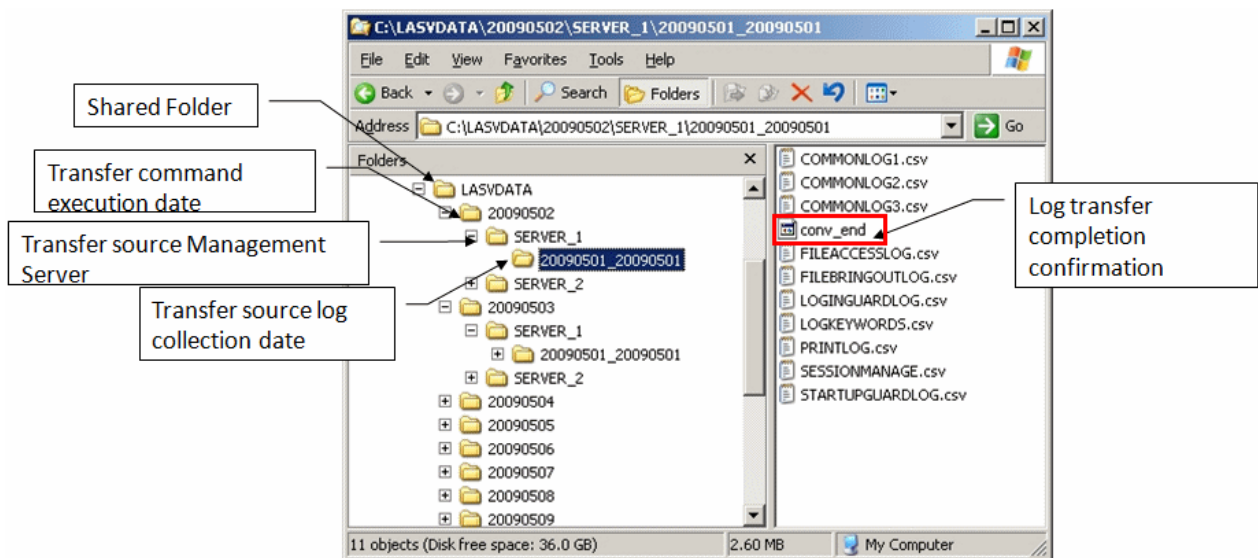 C:\LASVDATA\20090502\SERVER_1\20090501_20090501
File Edit View Favorites Tools Help
Back Search Folders
Address C:\LASVDATA\20090502\SERVER_1\20090501_20090501 Go
Folders
Shared Folder
Transfer command
execution date
Transfer source Management
Server
Transfer source log
collection date
LASVDATA
20090502
SERVER_1
20090501_20090501
SERVER_2
20090503
SERVER_1
20090501_20090501
SERVER_2
20090504
20090505
20090506
20090507
20090508
20090509
COMMONLOG1.csv
COMMONLOG2.csv
COMMONLOG3.csv
conv_end
FILEACCESSLOG.csv
FILEBRINGOUTLOG.csv
LOGINGUARDLOG.csv
LOGKEYWORDS.csv
PRINTLOG.csv
SESSIONMANAGE.csv
STARTUPGUARDLOG.csv
Log transfer
completion
confirmation
11 objects (Disk free space: 36.0 GB) 2.60 MB My Computer